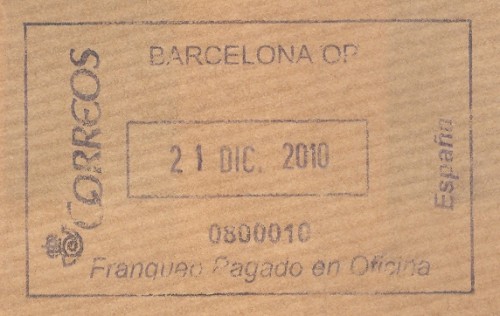 BARCELONA OP
CORREOS
21 DIC. 2010
España
0800010
Franqueo Pagado en Oficina